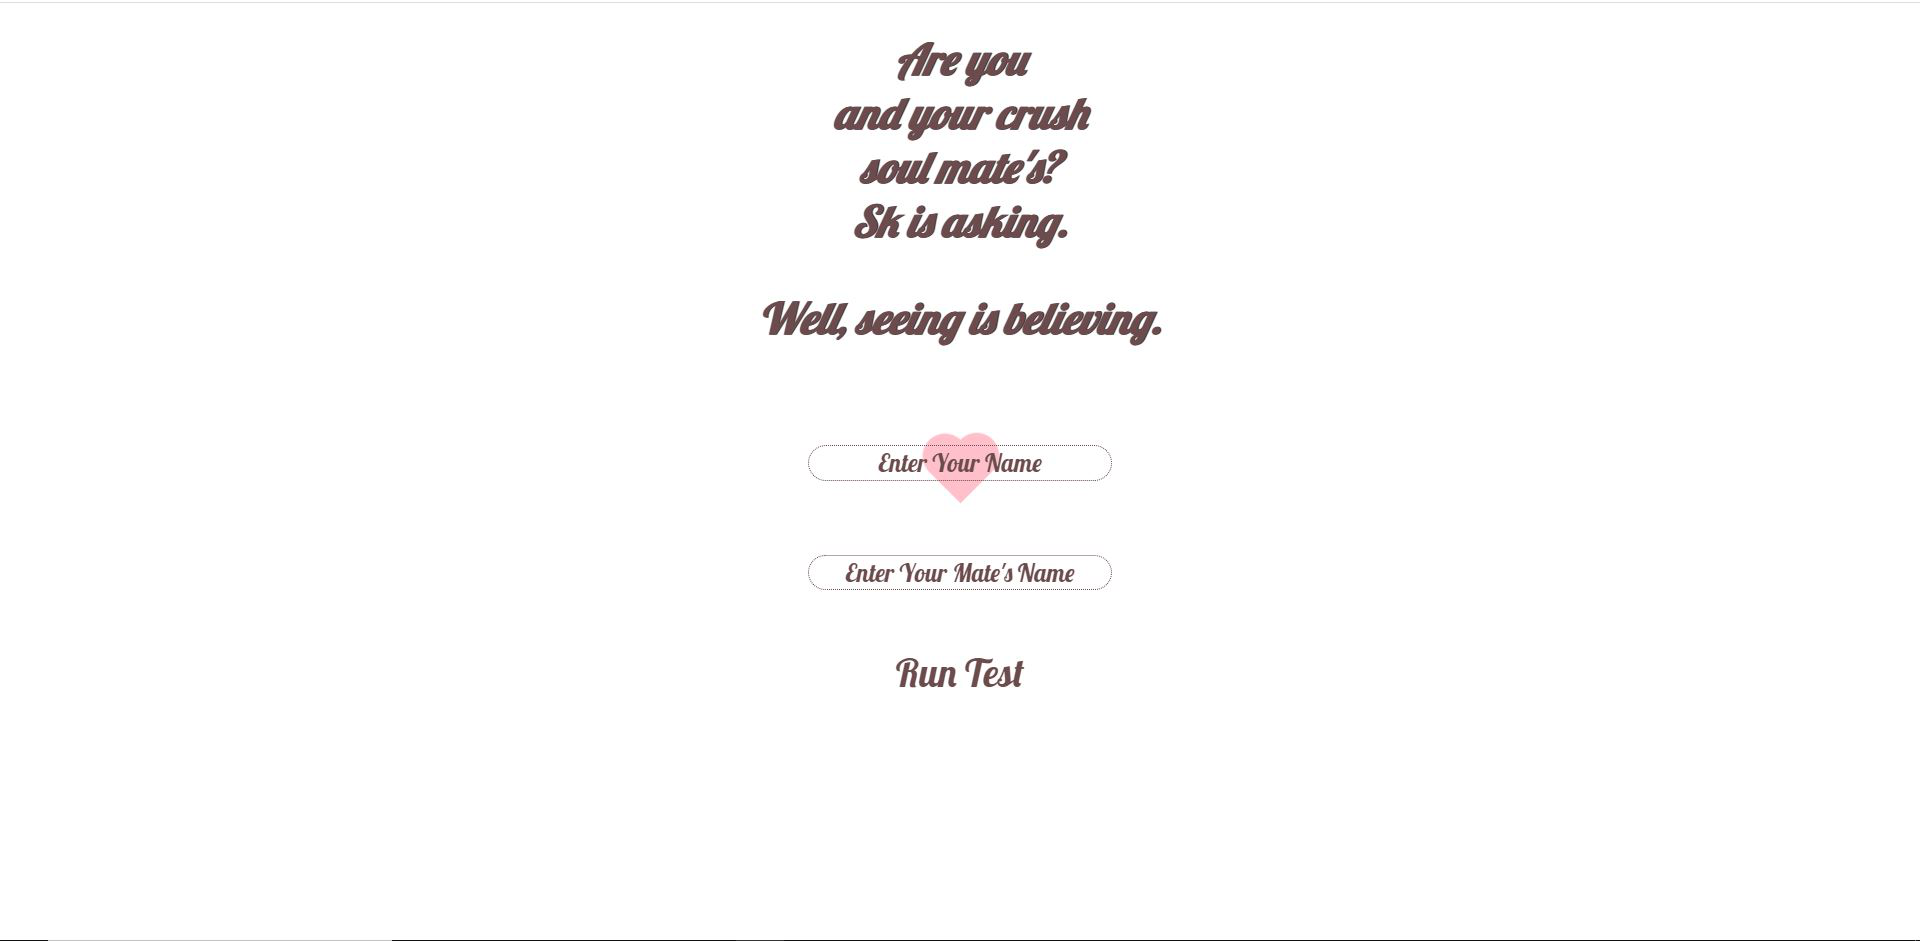 Are you
and your crush
soul mate's?
Sk is asking.
Well, seeing is believing.
Enter Your Name
Enter Your Mate's Name
Run Test